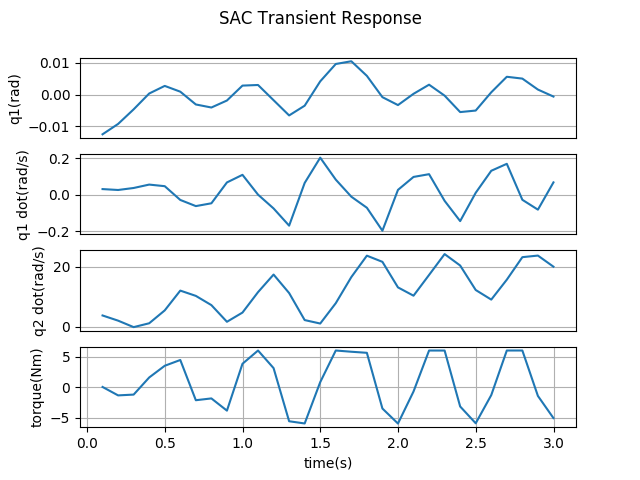 SAC Transient Response
q1(rad)
0.01
0.00
−0.01
q1 dot(rad/s)
0.2
0.0
−0.2
q2 dot(rad/s)
20
0
torque(Nm)
5
0
−5
0.0 0.5 1.0 1.5 2.0 2.5 3.0
time(s)